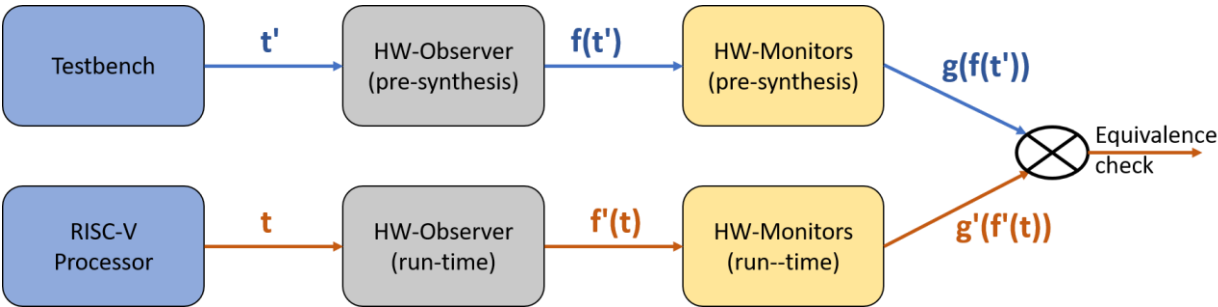 Testbench
t'
HW-Observer
(pre-synthesis)
f(t')
HW-Monitors
(pre-synthesis)
g(f(t'))
Equivalence
check
RISC-V
Processor
t
HW-Observer
(run-time)
f'(t)
HW-Monitors
(run--time)
g'(f'(t))